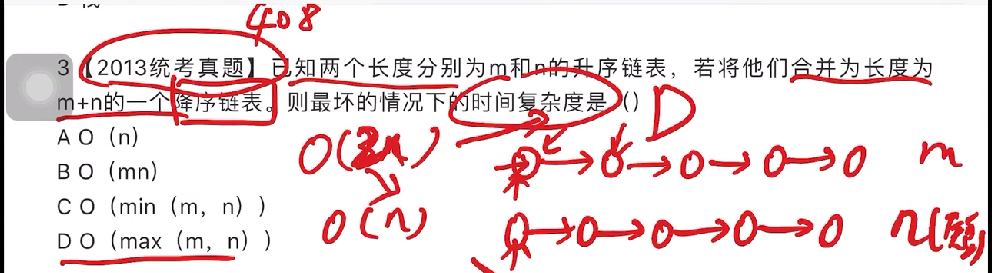 408
3【2013统考真题】已知两个长度分别为m和n的升序链表，若将他们合并为长度为
m+n的一个降序链表。则最坏的情况下的时间复杂度是（） D
A O（n）
B O（mn）
C O（min（m，n））
D O（max（m，n））
m
O(n)